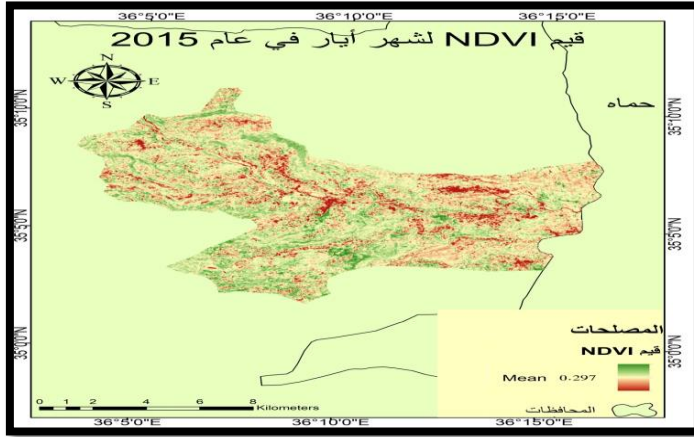 36°5'0"E 36°10'0"E 36°15'0"E
قيم NDVI لشهر أيار في عام 2015
N
W E
S
35°10'0"N 35°10'0"N
حماه
35°5'0"N 35°5'0"N
35°0'0"N 35°0'0"N
المصلحات
قيم NDVI
Mean 0.297
المحافظات
0 1 2 4 6 8
Kilometers
36°5'0"E 36°10'0"E 36°15'0"E